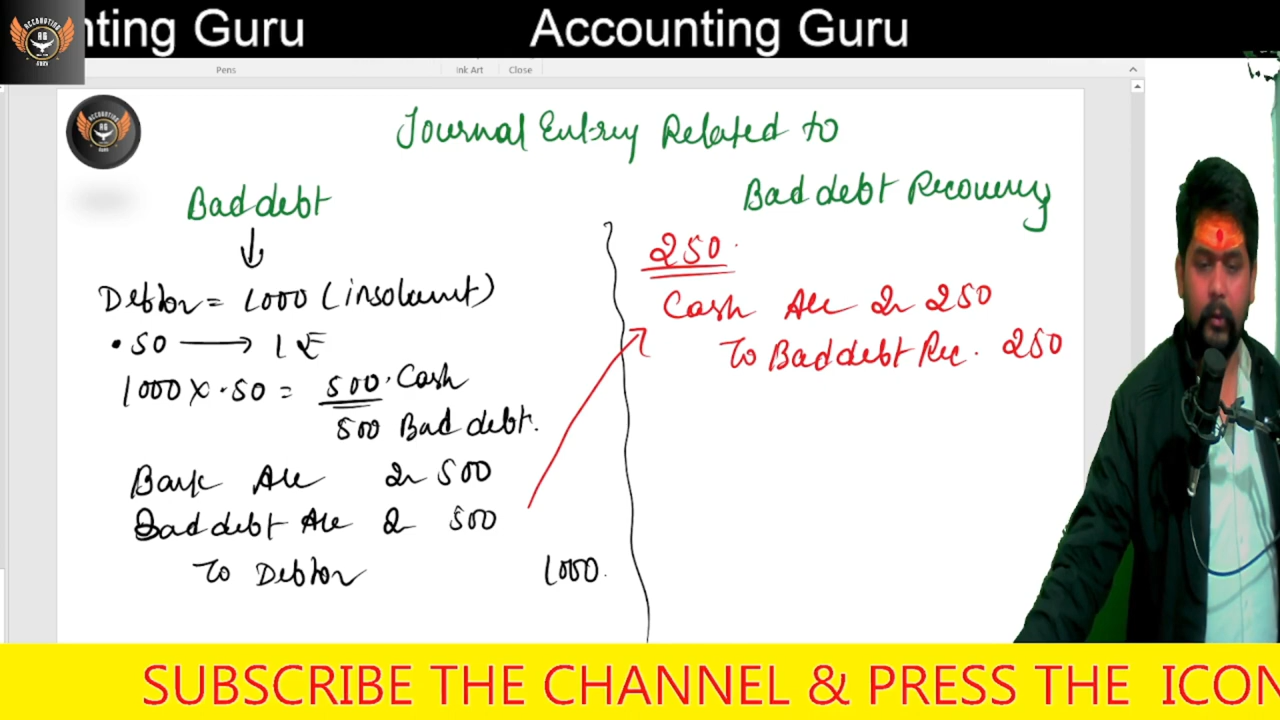 nting Guru
Accounting Guru
Pens
Ink Art
Close
Journal Entry Related to
Bad debt
Debtor = 1000 (insolvent)
.50 → 1 ₹
1000 x .50 = 500. Cash
500 Bad debt.
Bank A/c Dr 500
Bad debt A/c Dr 500
To Debtor 1000.
Bad debt Recovery
250.
Cash A/c Dr 250
To Bad debt Rec. 250
SUBSCRIBE THE CHANNEL & PRESS THE ICON